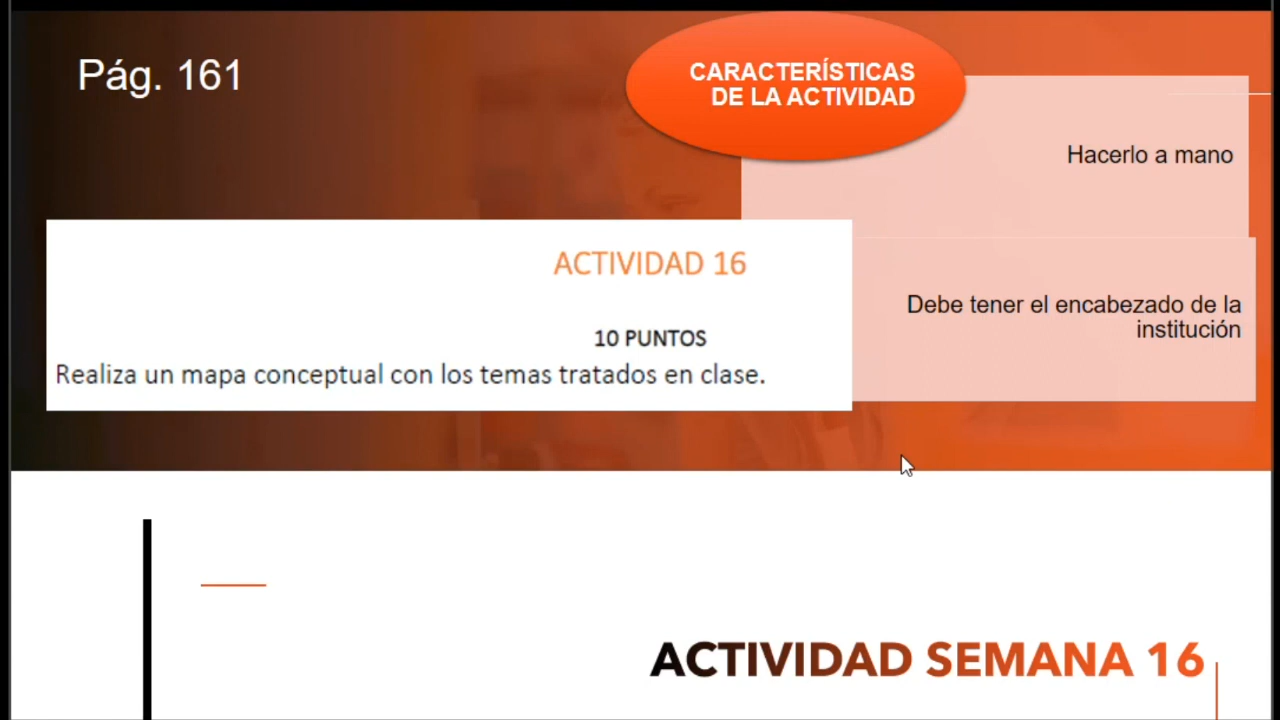 Pág. 161
CARACTERÍSTICAS
DE LA ACTIVIDAD
Hacerlo a mano
Debe tener el encabezado de la
institución
ACTIVIDAD 16
10 PUNTOS
Realiza un mapa conceptual con los temas tratados en clase.
ACTIVIDAD SEMANA 16